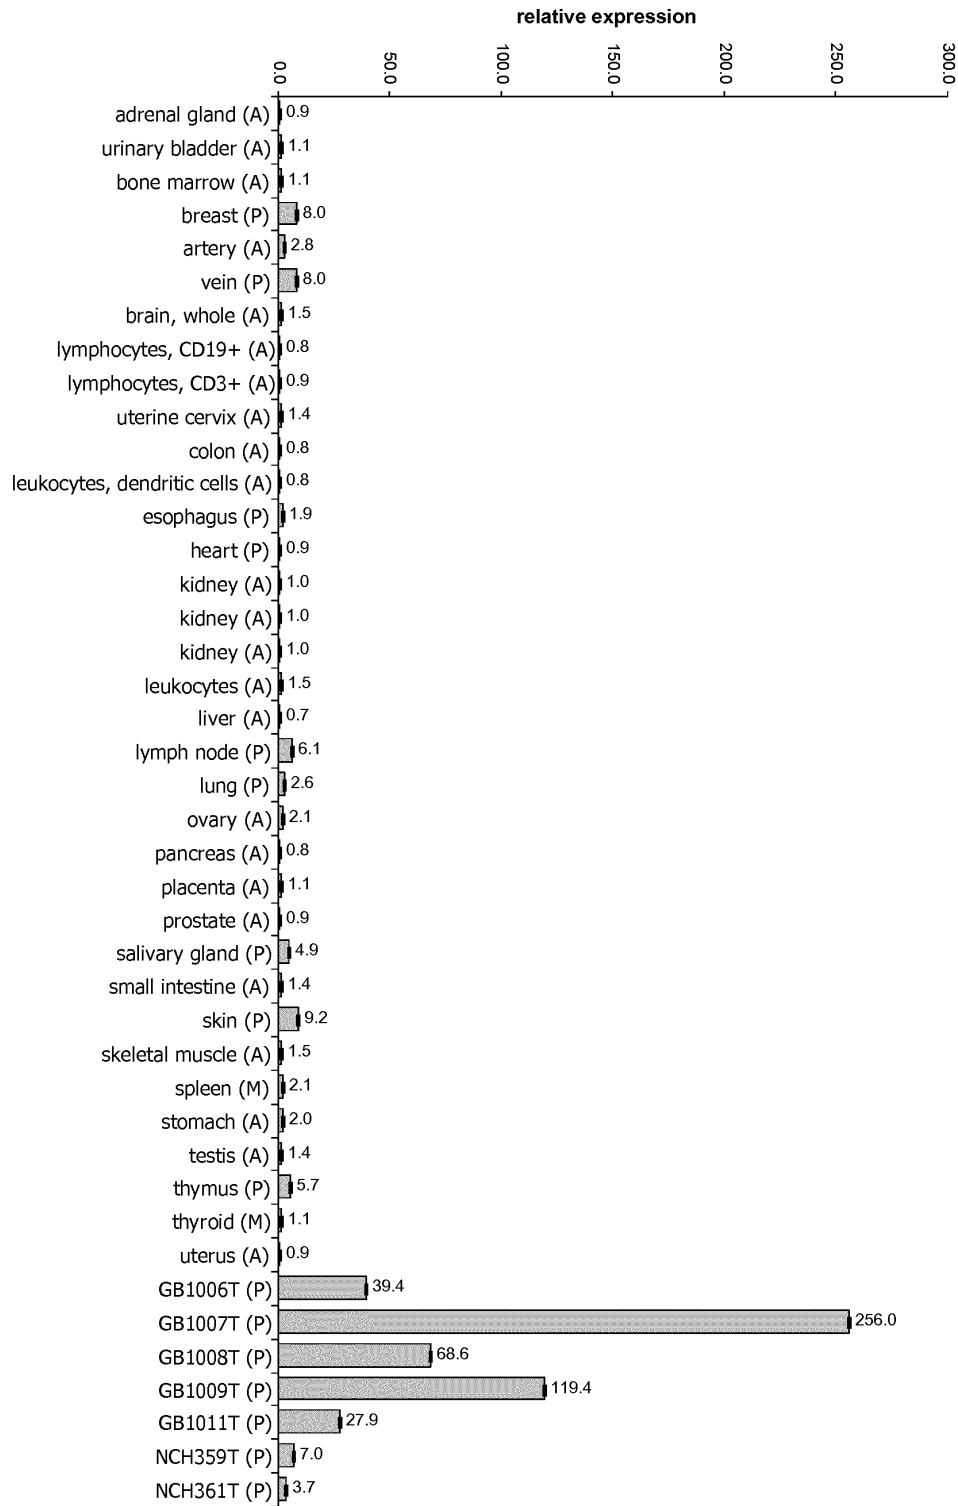 relative expression
0.0 50.0 100.0 150.0 200.0 250.0 300.0
adrenal gland (A) 0.9
urinary bladder (A) 1.1
bone marrow (A) 1.1
breast (P) 8.0
artery (A) 2.8
vein (P) 8.0
brain, whole (A) 1.5
lymphocytes, CD19+ (A) 0.8
lymphocytes, CD3+ (A) 0.9
uterine cervix (A) 1.4
colon (A) 0.8
leukocytes, dendritic cells (A) 0.8
esophagus (P) 1.9
heart (P) 0.9
kidney (A) 1.0
kidney (A) 1.0
kidney (A) 1.0
leukocytes (A) 1.5
liver (A) 0.7
lymph node (P) 6.1
lung (P) 2.6
ovary (A) 2.1
pancreas (A) 0.8
placenta (A) 1.1
prostate (A) 0.9
salivary gland (P) 4.9
small intestine (A) 1.4
skin (P) 9.2
skeletal muscle (A) 1.5
spleen (M) 2.1
stomach (A) 2.0
testis (A) 1.4
thymus (P) 5.7
thyroid (M) 1.1
uterus (A) 0.9
GB1006T (P) 39.4
GB1007T (P) 256.0
GB1008T (P) 68.6
GB1009T (P) 119.4
GB1011T (P) 27.9
NCH359T (P) 7.0
NCH361T (P) 3.7